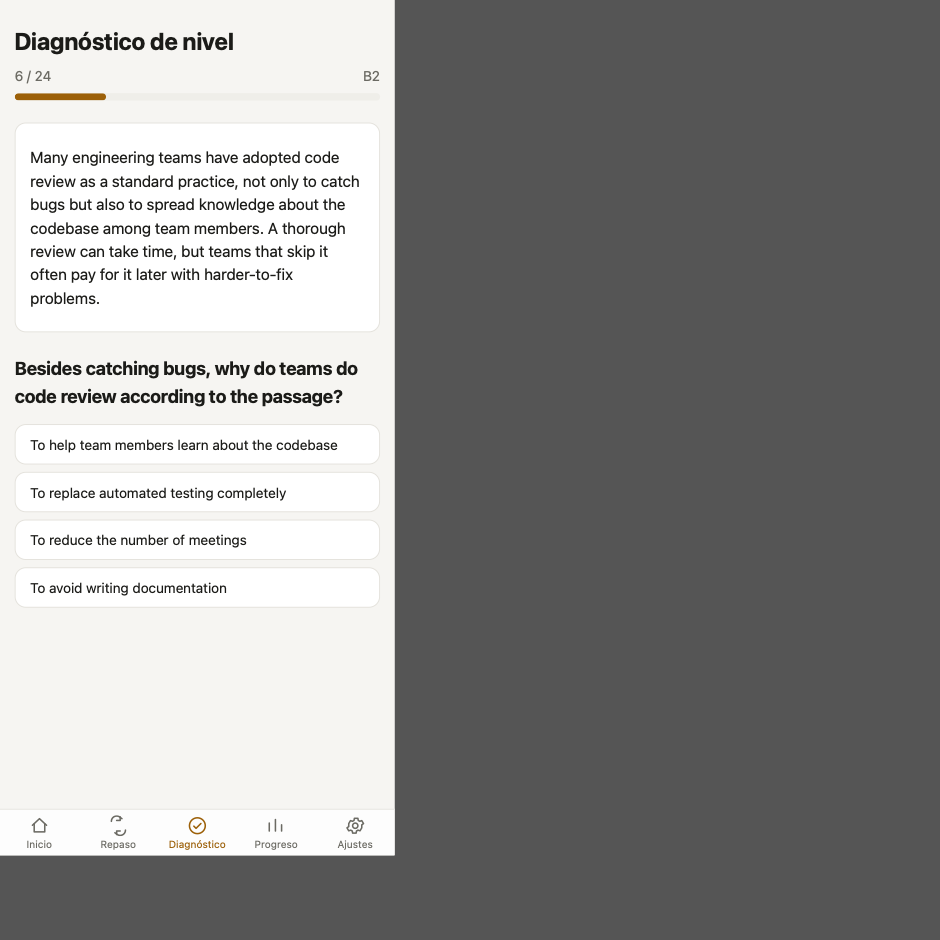 Diagnóstico de nivel
6 / 24
B2
Many engineering teams have adopted code
review as a standard practice, not only to catch
bugs but also to spread knowledge about the
codebase among team members. A thorough
review can take time, but teams that skip it
often pay for it later with harder-to-fix
problems.
Besides catching bugs, why do teams do
code review according to the passage?
To help team members learn about the codebase
To replace automated testing completely
To reduce the number of meetings
To avoid writing documentation
Inicio
Repaso
Diagnóstico
Progreso
Ajustes